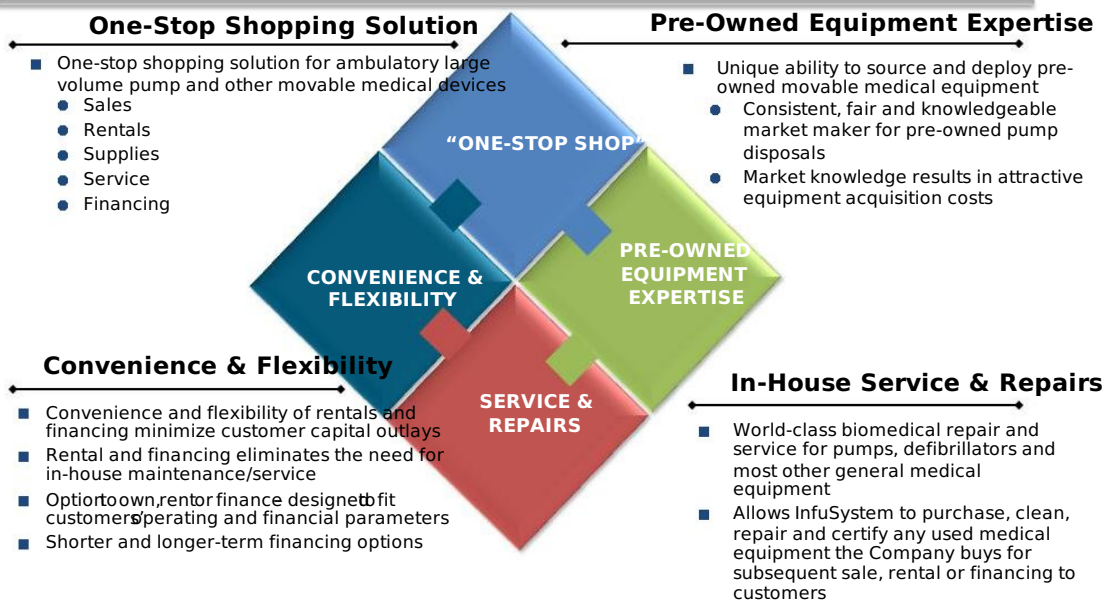 One-Stop Shopping Solution
One-stop shopping solution for ambulatory large
volume pump and other movable medical devices
Sales
Rentals
Supplies
Service
Financing
Pre-Owned Equipment Expertise
Unique ability to source and deploy pre-
owned movable medical equipment
Consistent, fair and knowledgeable
market maker for pre-owned pump
disposals
Market knowledge results in attractive
equipment acquisition costs
“ONE-STOP SHOP”
CONVENIENCE &
FLEXIBILITY
PRE-OWNED
EQUIPMENT
EXPERTISE
SERVICE &
REPAIRS
Convenience & Flexibility
Convenience and flexibility of rentals and
financing minimize customer capital outlays
Rental and financing eliminates the need for
in-house maintenance/service
Option to own, rent or finance designed to fit
customers’ operating and financial parameters
Shorter and longer-term financing options
In-House Service & Repairs
World-class biomedical repair and
service for pumps, defibrillators and
most other general medical
equipment
Allows InfuSystem to purchase, clean,
repair and certify any used medical
equipment the Company buys for
subsequent sale, rental or financing to
customers